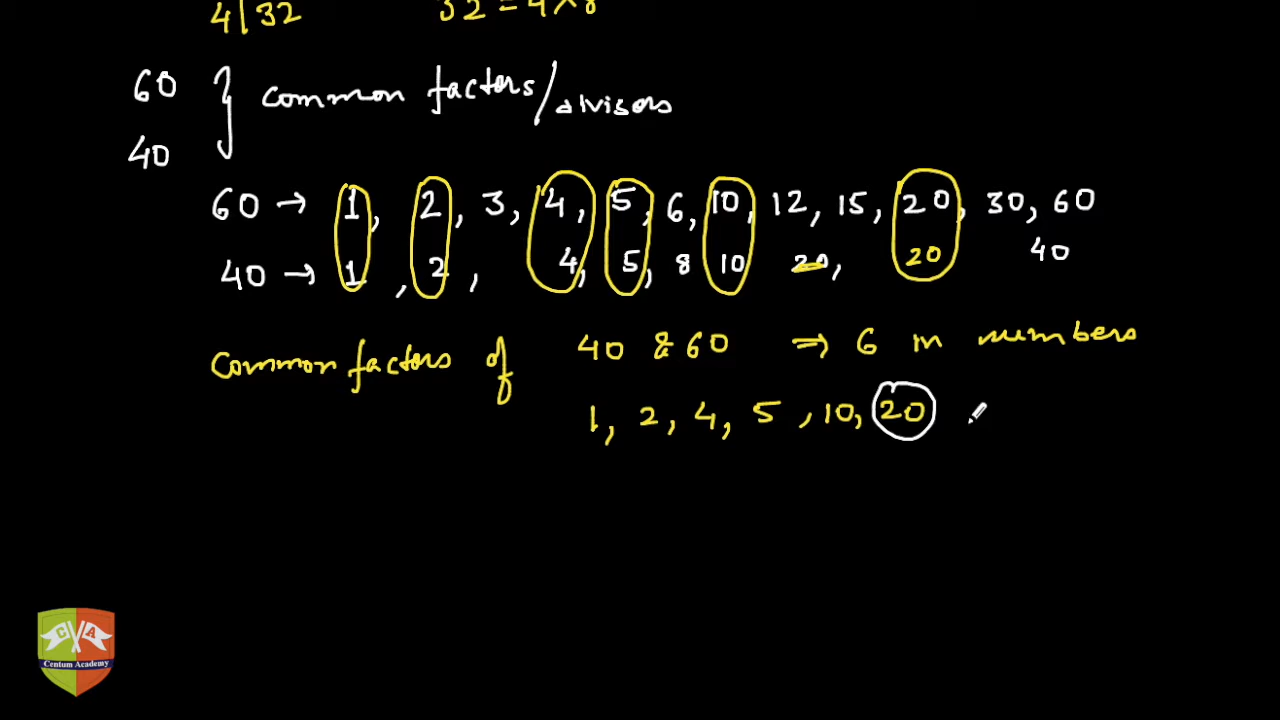 4|32 32 = 4×8
60 } common factors/divisors
40
60 → 1, 2, 3, 4, 5, 6, 10, 12, 15, 20, 30, 60
40 → 1, 2, 4, 5, 8 10 20, 20 40
Common factors of 40 & 60 ⇒ 6 in numbers
1, 2, 4, 5, 10, 20
C A
Centum Academy